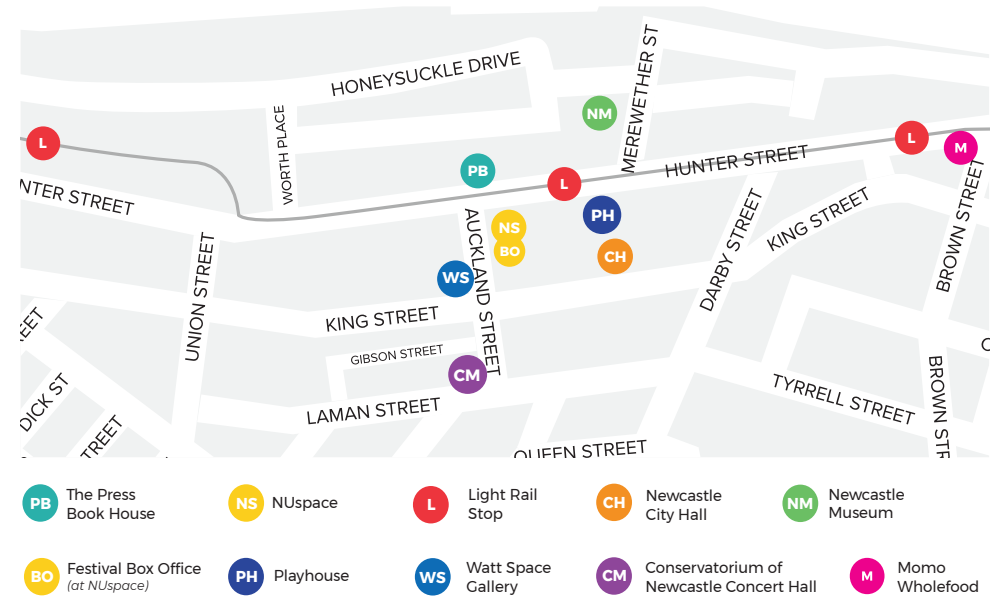 HONEYSUCKLE DRIVE
MEREWETHER ST
WORTH PLACE
NM
L
L
M
PB
L
HUNTER STREET
NTER STREET
PH
NS
BO
CH
WS
AUCKLAND STREET
UNION STREET
KING STREET
KING STREET
DARBY STREET
BROWN STREET
GIBSON STREET
CM
LAMAN STREET
QUEEN STREET
TYRRELL STREET
BROWN STR
EET
DICK ST
TREET
C
PB The Press
Book House
NS NUspace
L Light Rail
Stop
CH Newcastle
City Hall
NM Newcastle
Museum
BO Festival Box Office
(at NUspace)
PH Playhouse
WS Watt Space
Gallery
CM Conservatorium of
Newcastle Concert Hall
M Momo
Wholefood